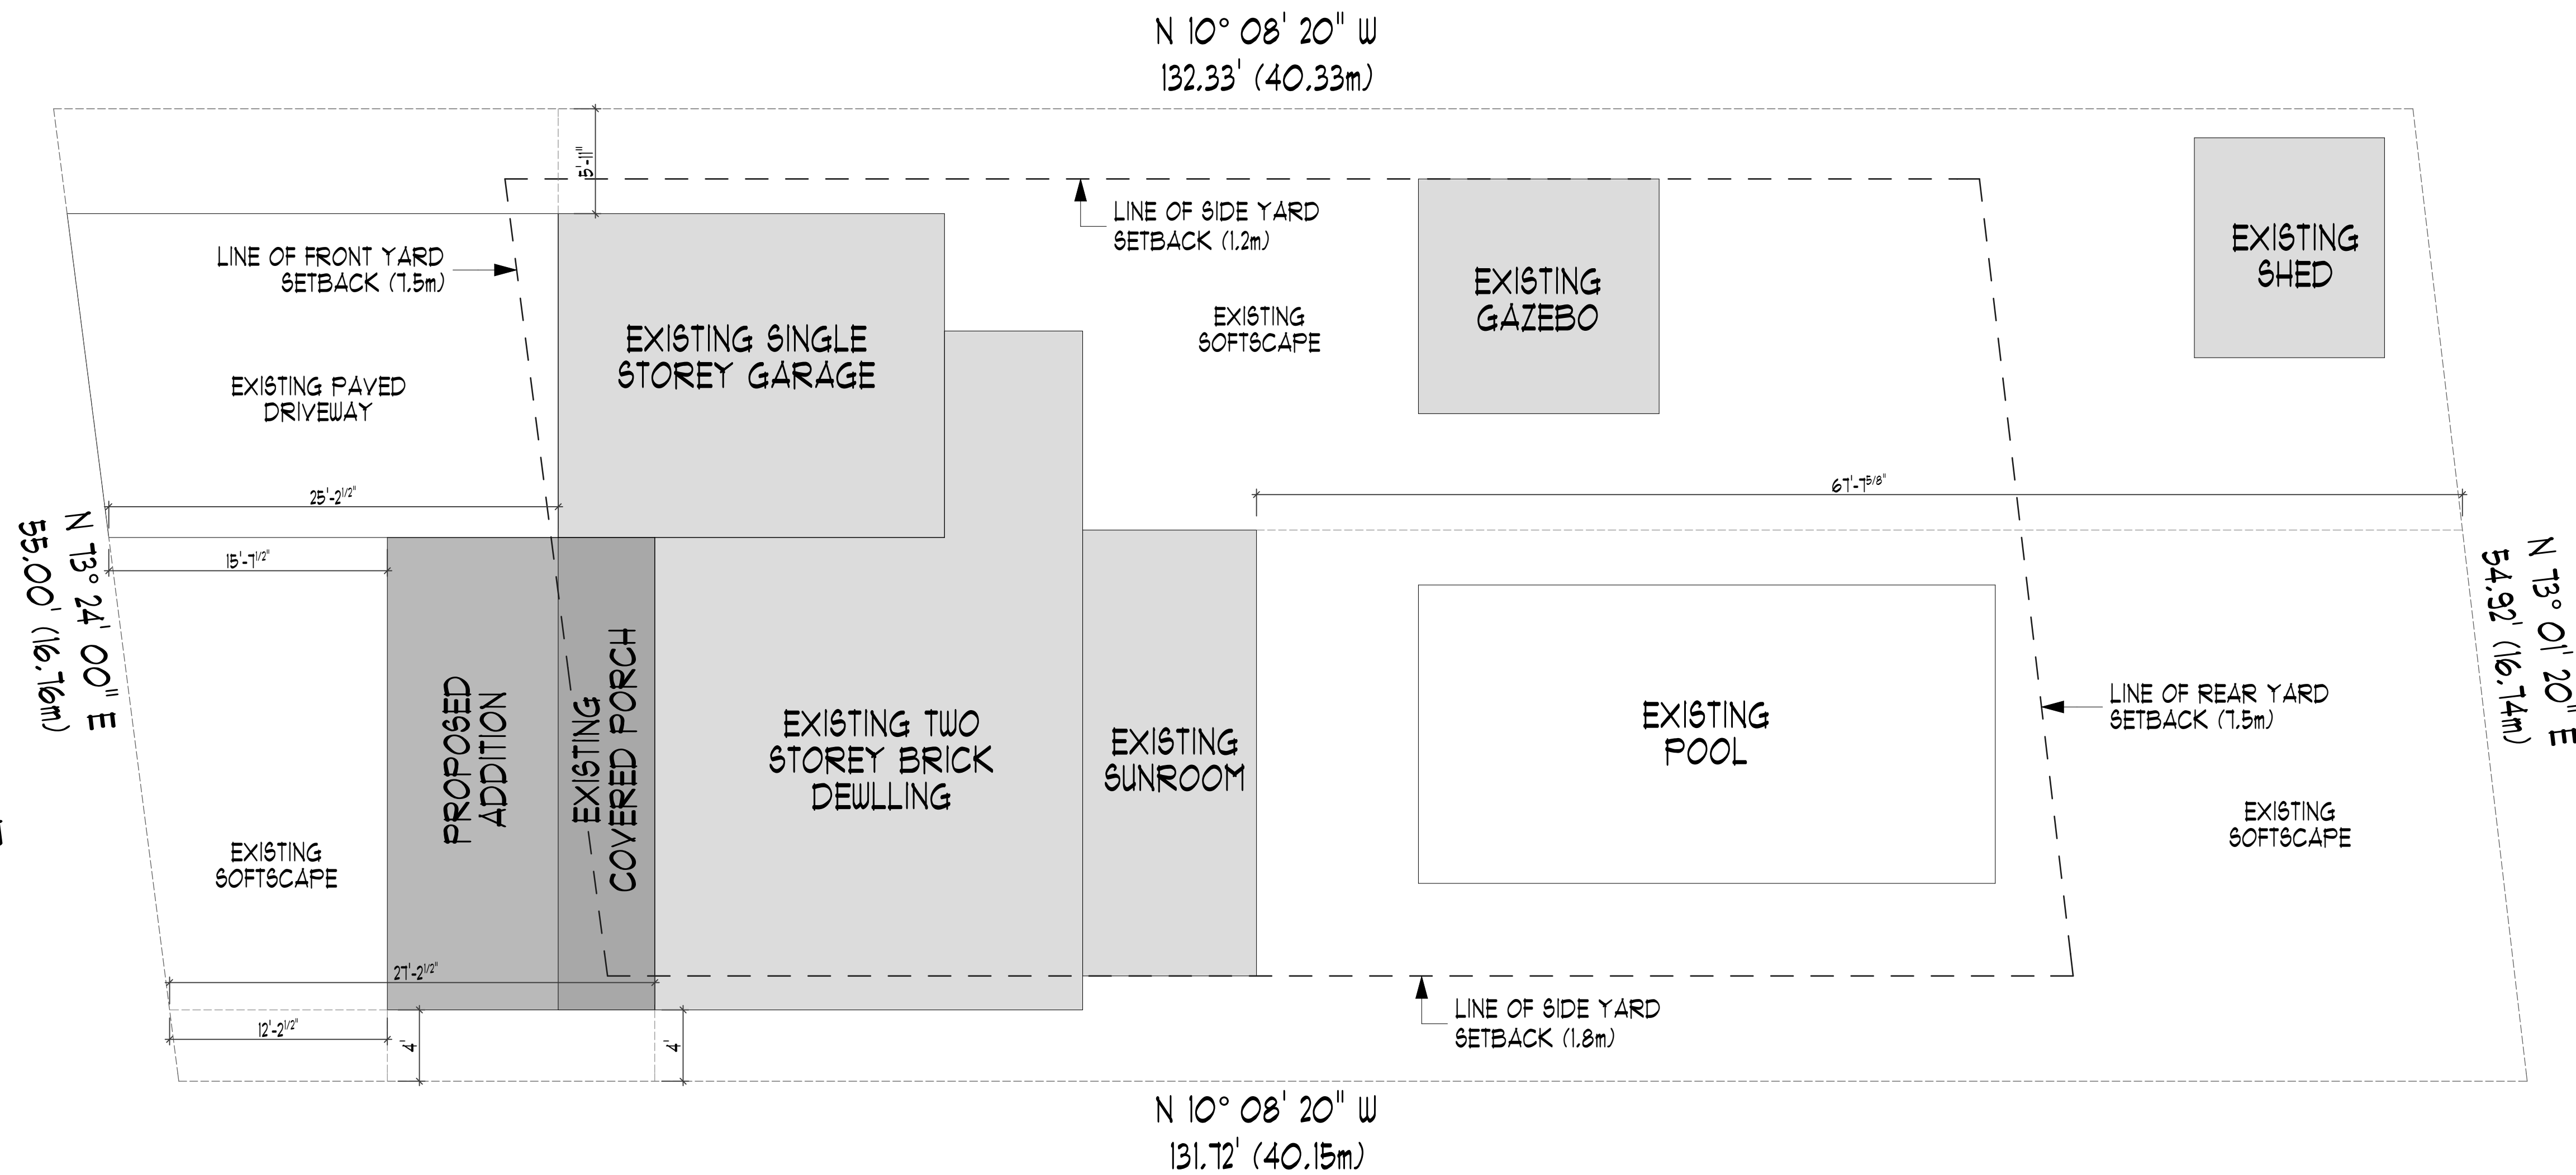 N 10° 08' 20" W
132.33' (40.33m)
5'-11"
LINE OF SIDE YARD
SETBACK (1.2m)
LINE OF FRONT YARD
SETBACK (7.5m)
EXISTING
SHED
EXISTING
GAZEBO
EXISTING
SOFTSCAPE
EXISTING SINGLE
STOREY GARAGE
EXISTING PAVED
DRIVEWAY
25'-2 1/2"
67'-7 5/8"
15'-7 1/2"
N 73° 24' 00" E
55.00' (16.76m)
N 73° 01' 20" E
54.92' (16.74m)
PROPOSED
ADDITION
EXISTING
COVERED PORCH
EXISTING TWO
STOREY BRICK
DEWLLING
EXISTING
SUNROOM
EXISTING
POOL
LINE OF REAR YARD
SETBACK (7.5m)
EXISTING
SOFTSCAPE
EXISTING
SOFTSCAPE
27'-2 1/2"
12'-2 1/2"
4'
4'
LINE OF SIDE YARD
SETBACK (1.8m)
N 10° 08' 20" W
131.72' (40.15m)